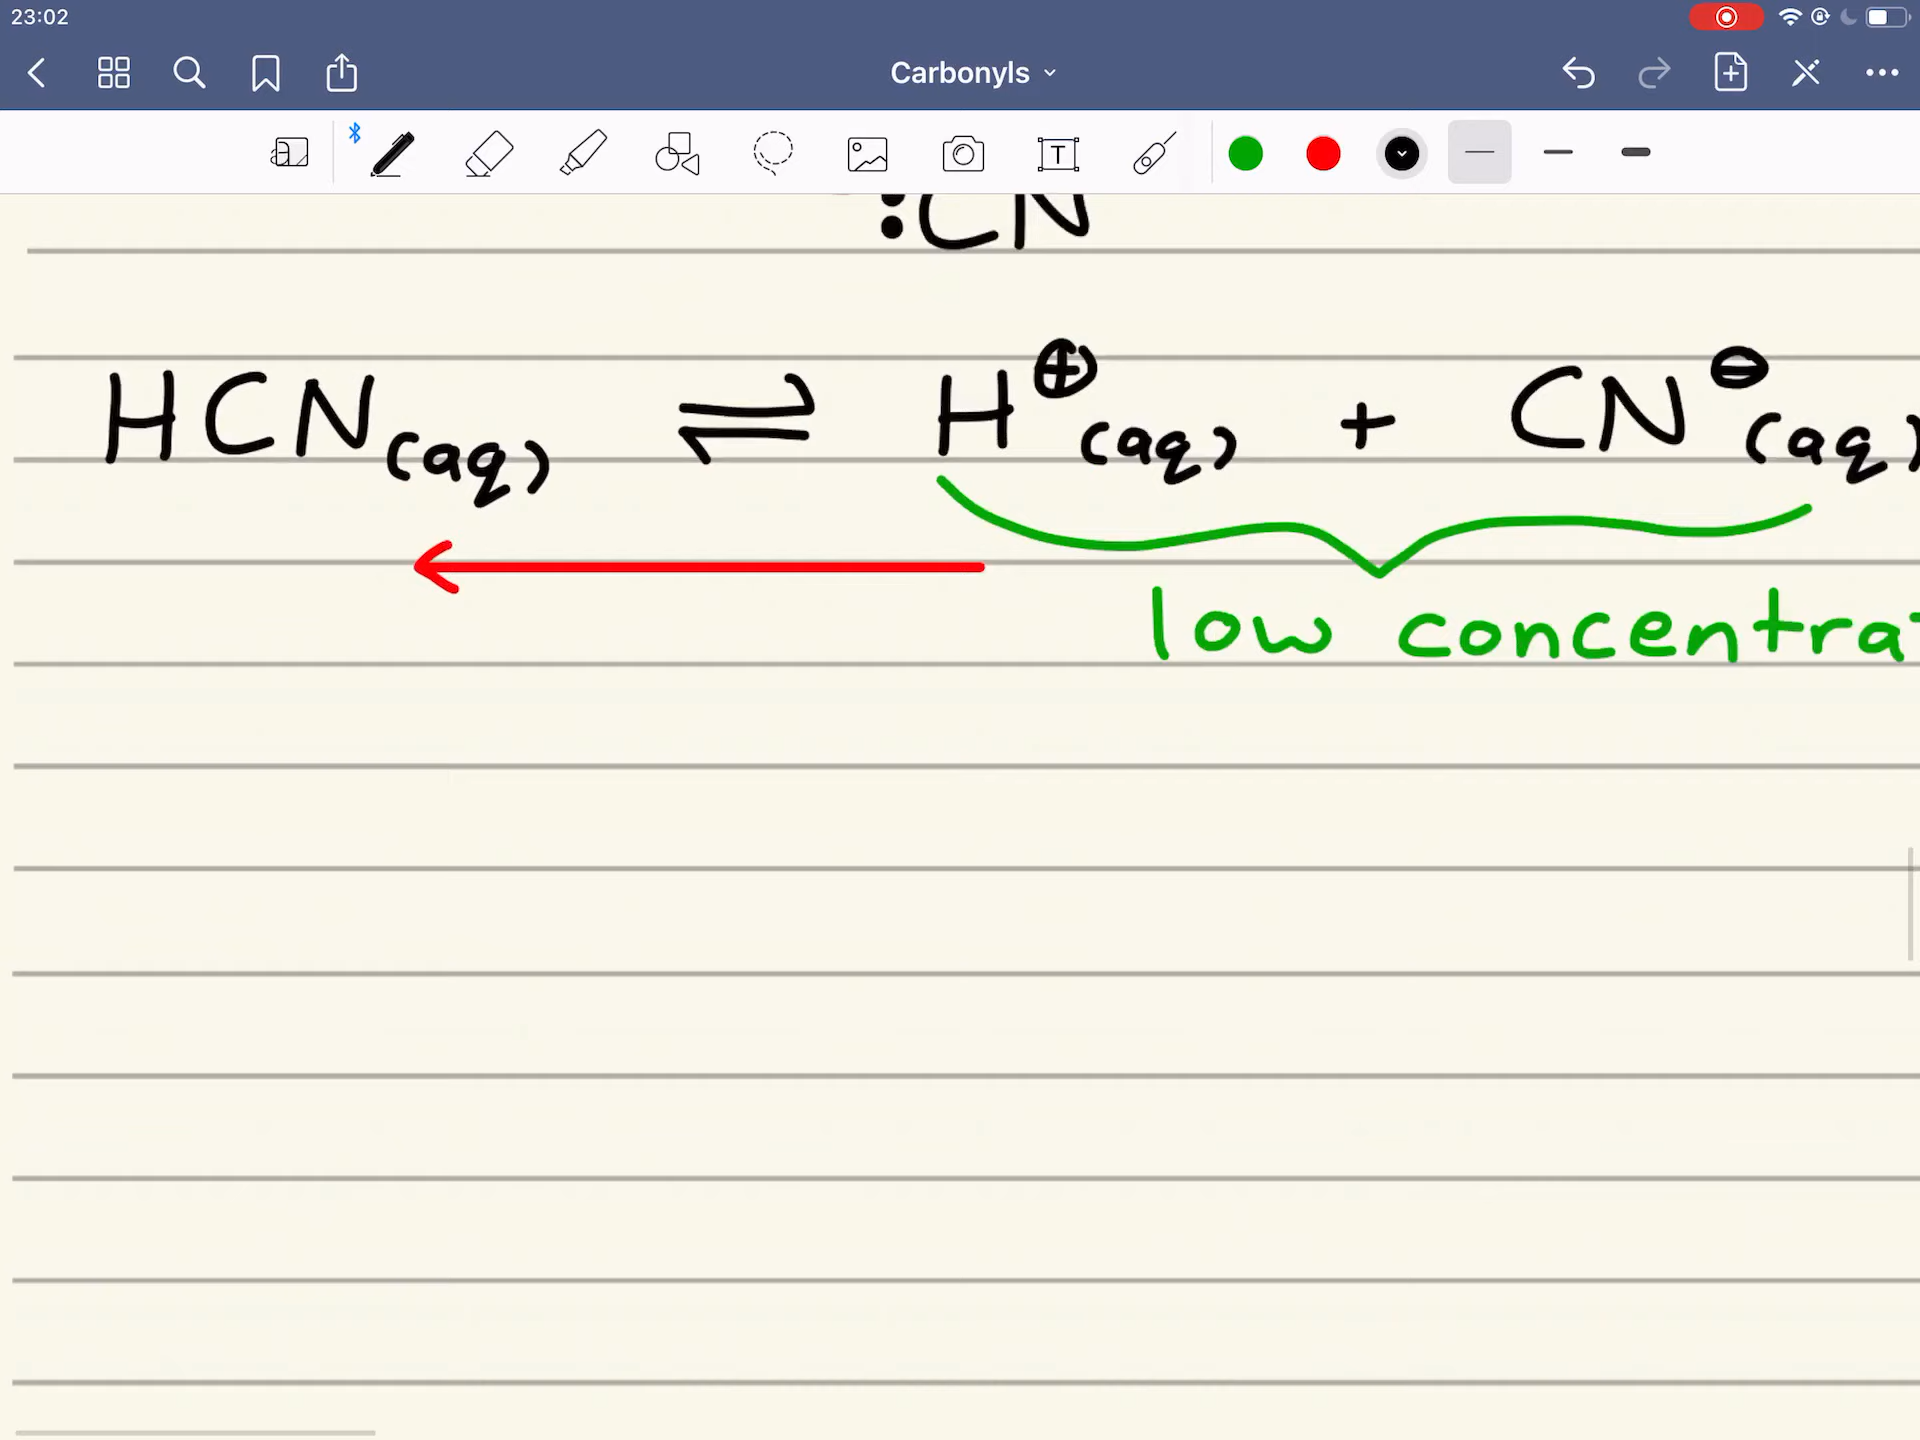 23:02
Carbonyls
T
:CN
HCN(aq) ⇌ H⊕(aq) + CN⊖(aq)
low concentra